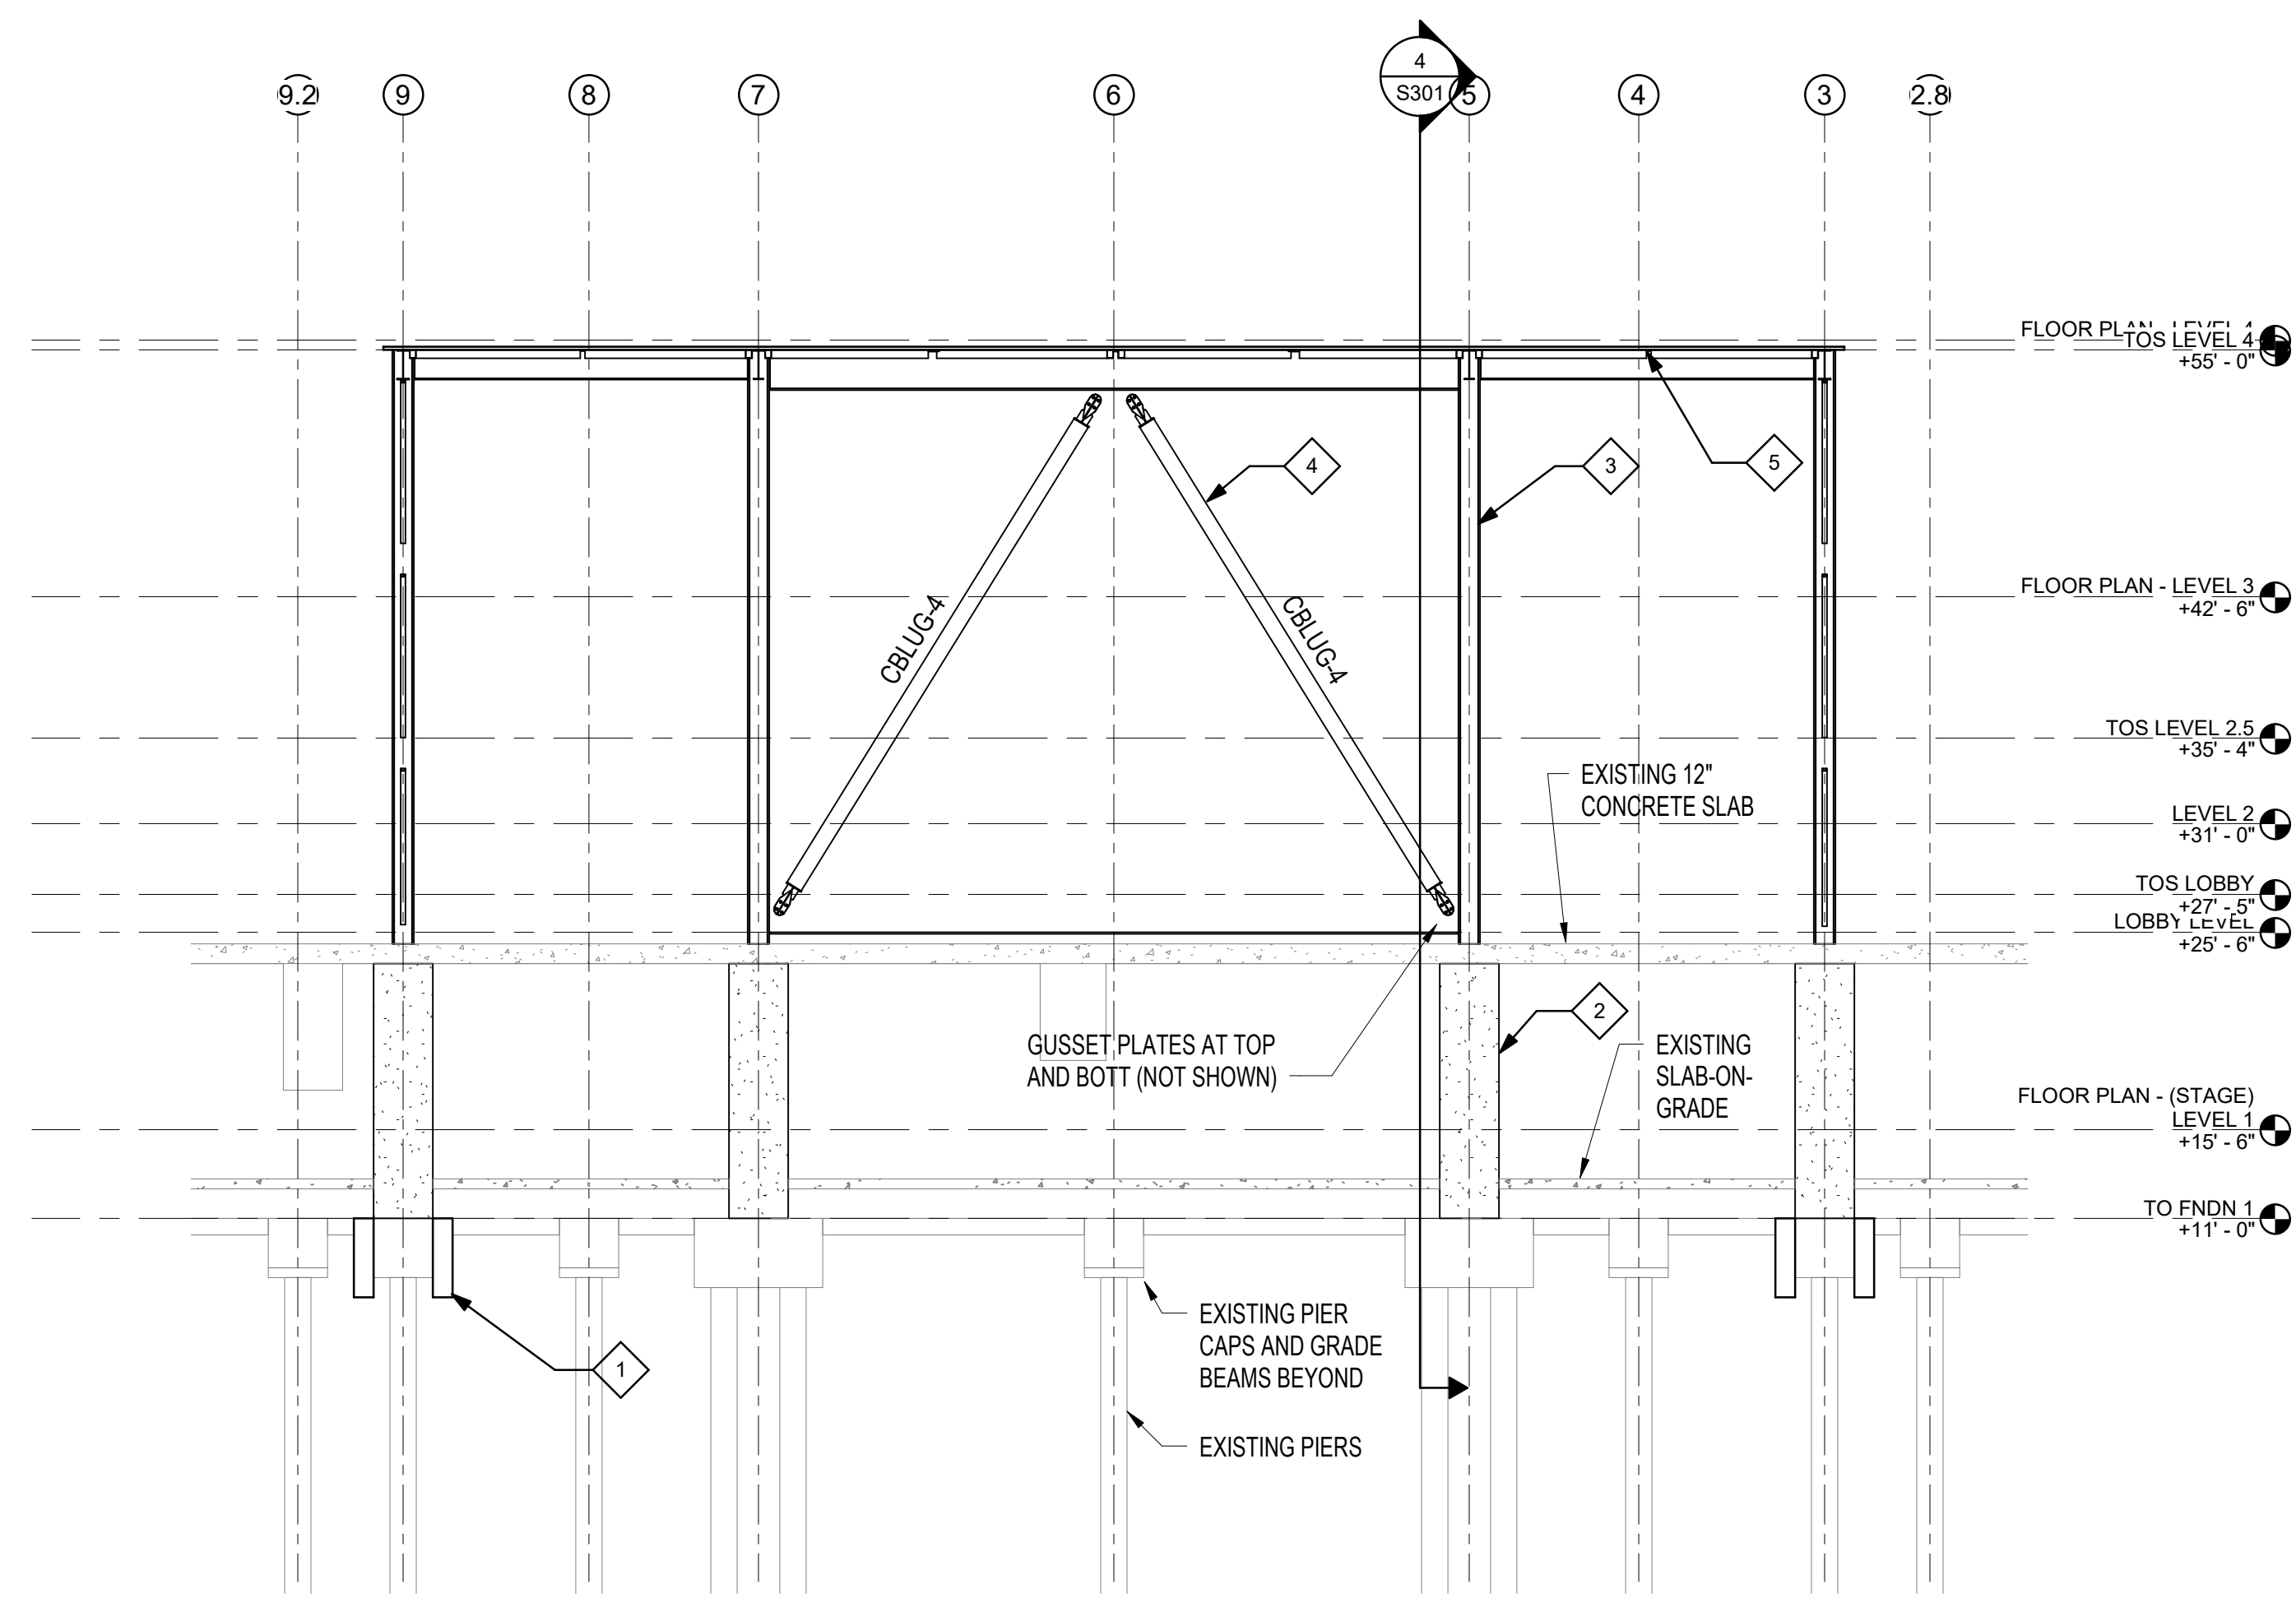 4
S301
9.2
9
8
7
6
5
4
3
2.8
FLOOR PLAN - LEVEL 4
TOS LEVEL 4
+55' - 0"
4
3
5
FLOOR PLAN - LEVEL 3
+42' - 6"
CBLUG-4
CBLUG-4
TOS LEVEL 2.5
+35' - 4"
EXISTING 12"
CONCRETE SLAB
LEVEL 2
+31' - 0"
TOS LOBBY
+27' - 5"
LOBBY LEVEL
+25' - 6"
2
GUSSET PLATES AT TOP
AND BOTT (NOT SHOWN)
EXISTING
SLAB-ON-
GRADE
FLOOR PLAN - (STAGE)
LEVEL 1
+15' - 6"
TO FNDN 1
+11' - 0"
1
EXISTING PIER
CAPS AND GRADE
BEAMS BEYOND
EXISTING PIERS